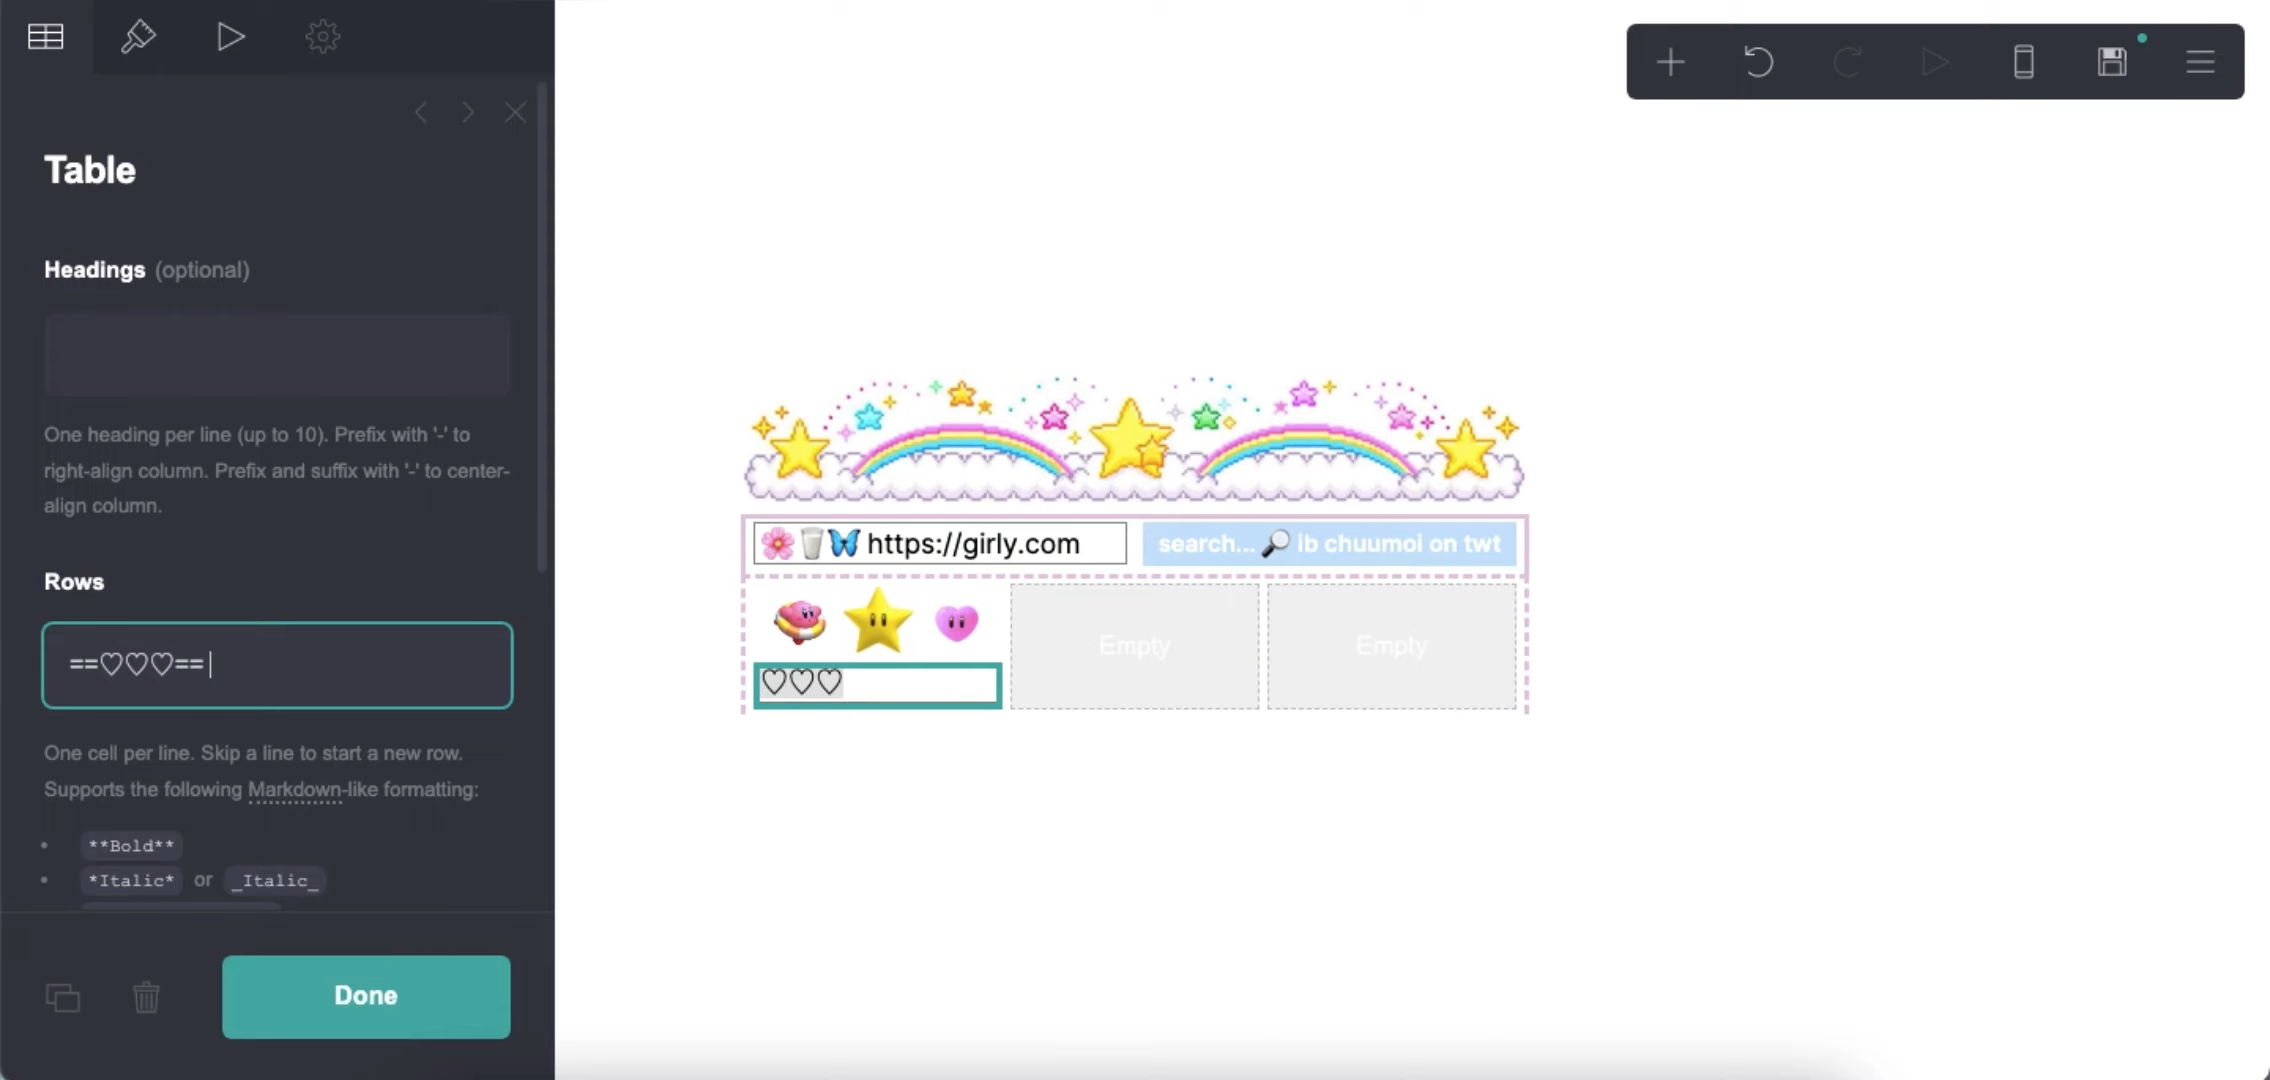 Table
Headings (optional)
One heading per line (up to 10). Prefix with '-' to
right-align column. Prefix and suffix with '-' to center-
align column.
Rows
==♡♡♡==
One cell per line. Skip a line to start a new row.
Supports the following Markdown-like formatting:
**Bold**
*Italic* or _Italic_
Done
🌸🥛🦋 https://girly.com
search...🔎 ib chuumoi on twt
Empty
Empty
♡♡♡